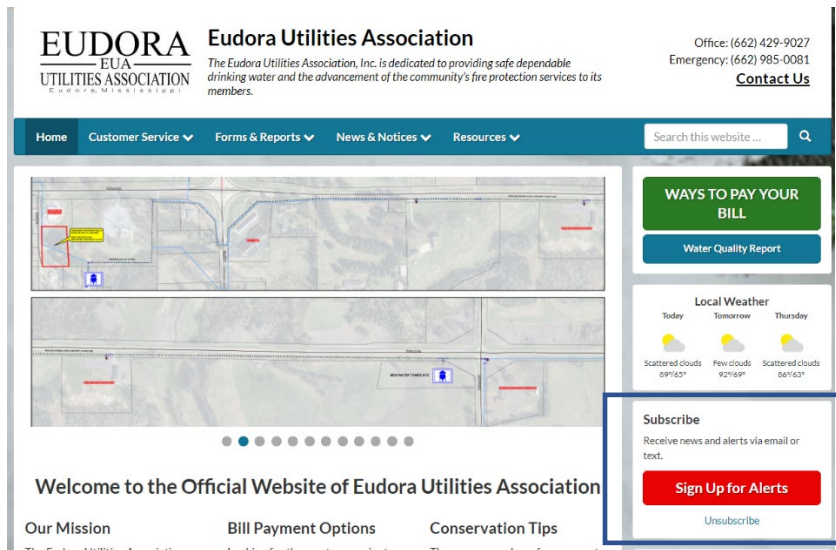 EUDORA
EUA
UTILITIES ASSOCIATION
Eudora, Mississippi
Eudora Utilities Association
The Eudora Utilities Association, Inc. is dedicated to providing safe dependable
drinking water and the advancement of the community's fire protection services to its
members.
Office: (662) 429-9027
Emergency: (662) 985-0081
Contact Us
Home
Customer Service
Forms & Reports
News & Notices
Resources
Search this website ...
WAYS TO PAY YOUR
BILL
Water Quality Report
Local Weather
Today
Tomorrow
Thursday
Scattered clouds
Few clouds
Scattered clouds
89°/65°
92°/69°
86°/63°
NEW WATER TOWER SITE
Subscribe
Receive news and alerts via email or
text.
Sign Up for Alerts
Unsubscribe
Welcome to the Official Website of Eudora Utilities Association
Our Mission
Bill Payment Options
Conservation Tips